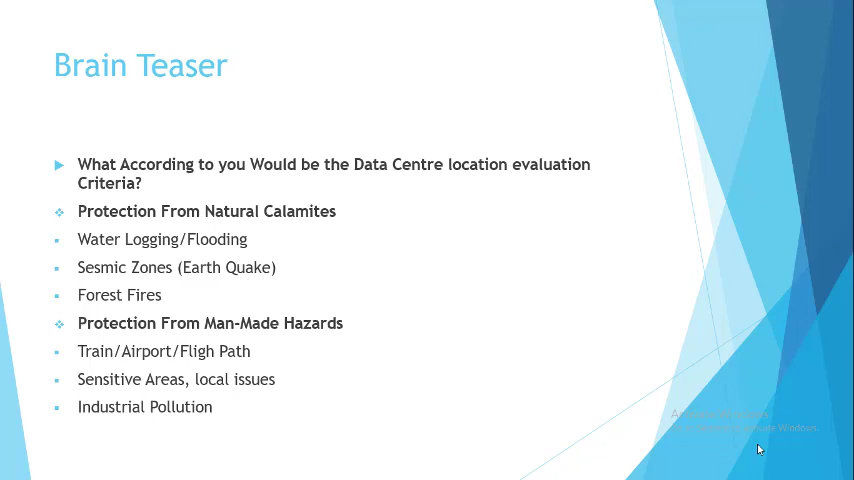 Brain Teaser
What According to you Would be the Data Centre location evaluation
Criteria?
Protection From Natural Calamites
Water Logging/Flooding
Sesmic Zones (Earth Quake)
Forest Fires
Protection From Man-Made Hazards
Train/Airport/Fligh Path
Sensitive Areas, local issues
Industrial Pollution
Windows.